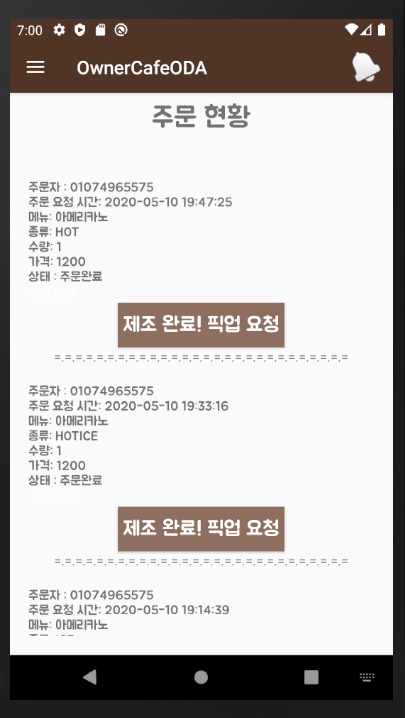 7:00
OwnerCafeODA
주문 현황
주문자 : 01074965575
주문 요청 시간: 2020-05-10 19:47:25
메뉴: 아메리카노
종류: HOT
수량: 1
가격: 1200
상태 : 주문완료
제조 완료! 픽업 요청
=.=.=.=.=.=.=.=.=.=.=.=.=.=.=.=.=.=.=.=.=.=.=.=.=.=.=.=
주문자 : 01074965575
주문 요청 시간: 2020-05-10 19:33:16
메뉴: 아메리카노
종류: HOTICE
수량: 1
가격: 1200
상태 : 주문완료
제조 완료! 픽업 요청
=.=.=.=.=.=.=.=.=.=.=.=.=.=.=.=.=.=.=.=.=.=.=.=.=.=.=.=
주문자 : 01074965575
주문 요청 시간: 2020-05-10 19:14:39
메뉴: 아메리카노